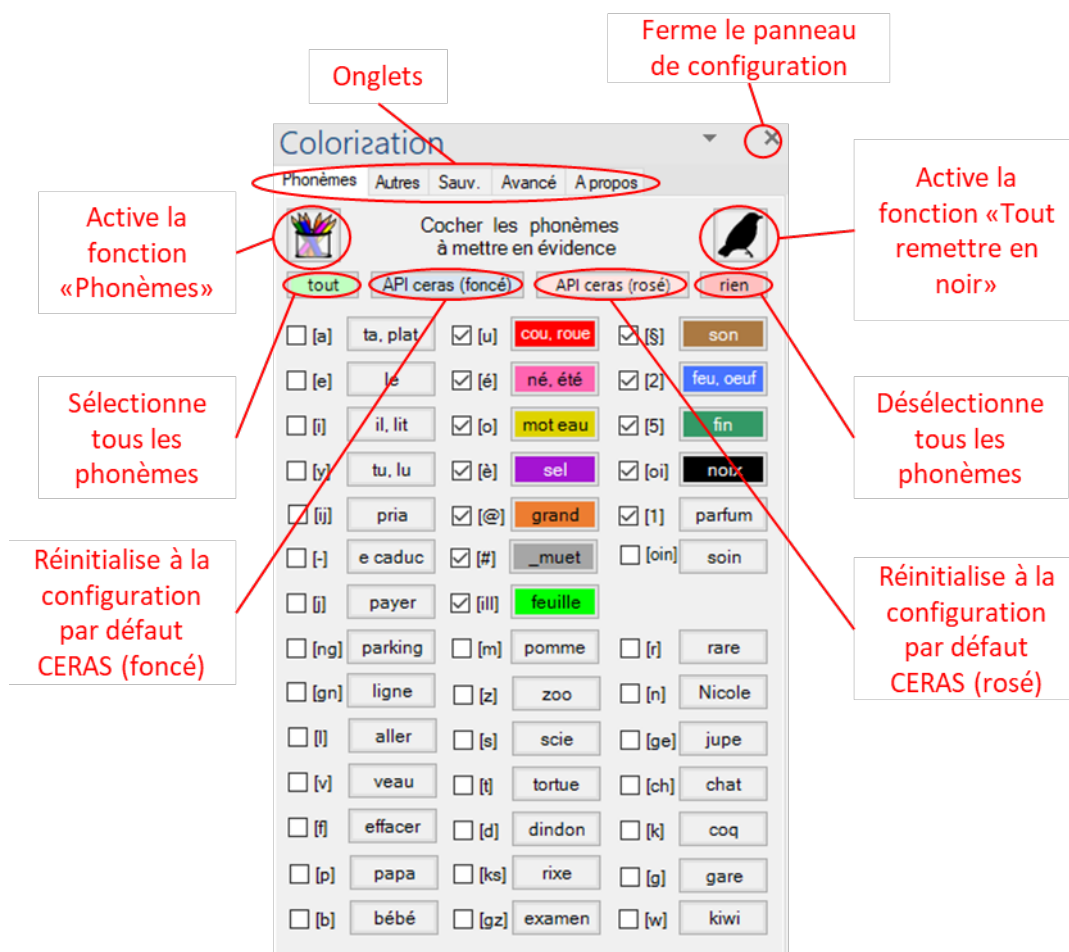 Ferme le panneau
de configuration
Onglets
Colorization
Phonèmes Autres Sauv. Avancé A propos
Active la
fonction
«Phonèmes»
Cocher les phonèmes
à mettre en évidence
Active la
fonction «Tout
remettre en
noir»
tout API ceras (foncé) API ceras (rosé) rien
[a] ta, plat [u] cou, roue [§] son
[e] le [é] né, été [2] feu, oeuf
[i] il, lit [o] mot eau [5] fin
[y] tu, lu [è] sel [oi] noix
[ij] pria [@] grand [1] parfum
[-] e caduc [#] _muet [oin] soin
[j] payer [ill] feuille
[ng] parking [m] pomme [r] rare
[gn] ligne [z] zoo [n] Nicole
[l] aller [s] scie [ge] jupe
[v] veau [t] tortue [ch] chat
[f] effacer [d] dindon [k] coq
[p] papa [ks] rixe [g] gare
[b] bébé [gz] examen [w] kiwi
Sélectionne
tous les
phonèmes
Désélectionne
tous les
phonèmes
Réinitialise à la
configuration
par défaut
CERAS (foncé)
Réinitialise à la
configuration
par défaut
CERAS (rosé)